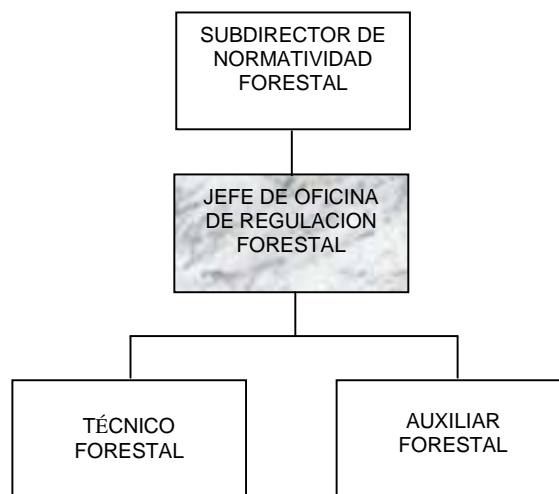 SUBDIRECTOR DE
NORMATIVIDAD
FORESTAL
JEFE DE OFICINA
DE REGULACION
FORESTAL
TÉCNICO
FORESTAL
AUXILIAR
FORESTAL